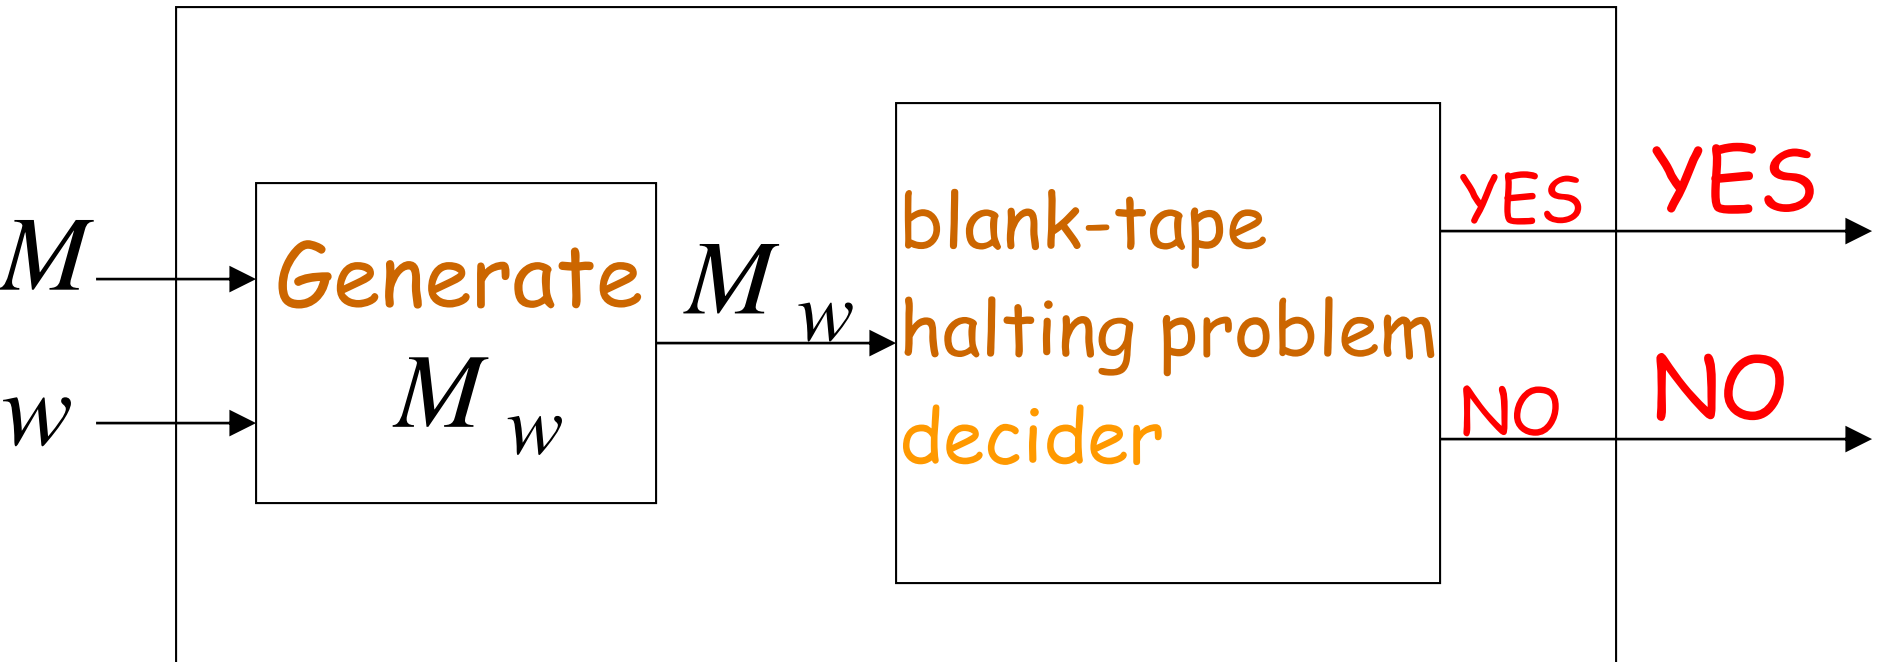 M
w
Generate
M w
M w
blank-tape
halting problem
decider
YES
NO
YES
NO